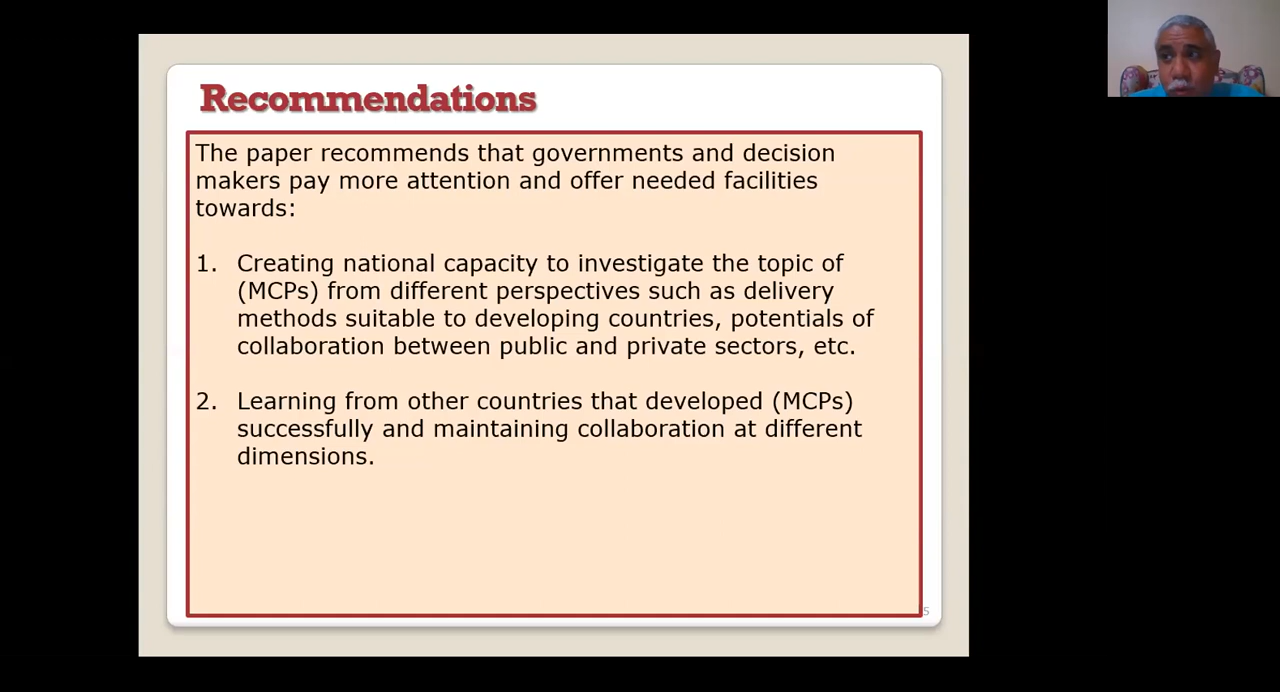 Recommendations
The paper recommends that governments and decision
makers pay more attention and offer needed facilities
towards:
1. Creating national capacity to investigate the topic of
(MCPs) from different perspectives such as delivery
methods suitable to developing countries, potentials of
collaboration between public and private sectors, etc.
2. Learning from other countries that developed (MCPs)
successfully and maintaining collaboration at different
dimensions.